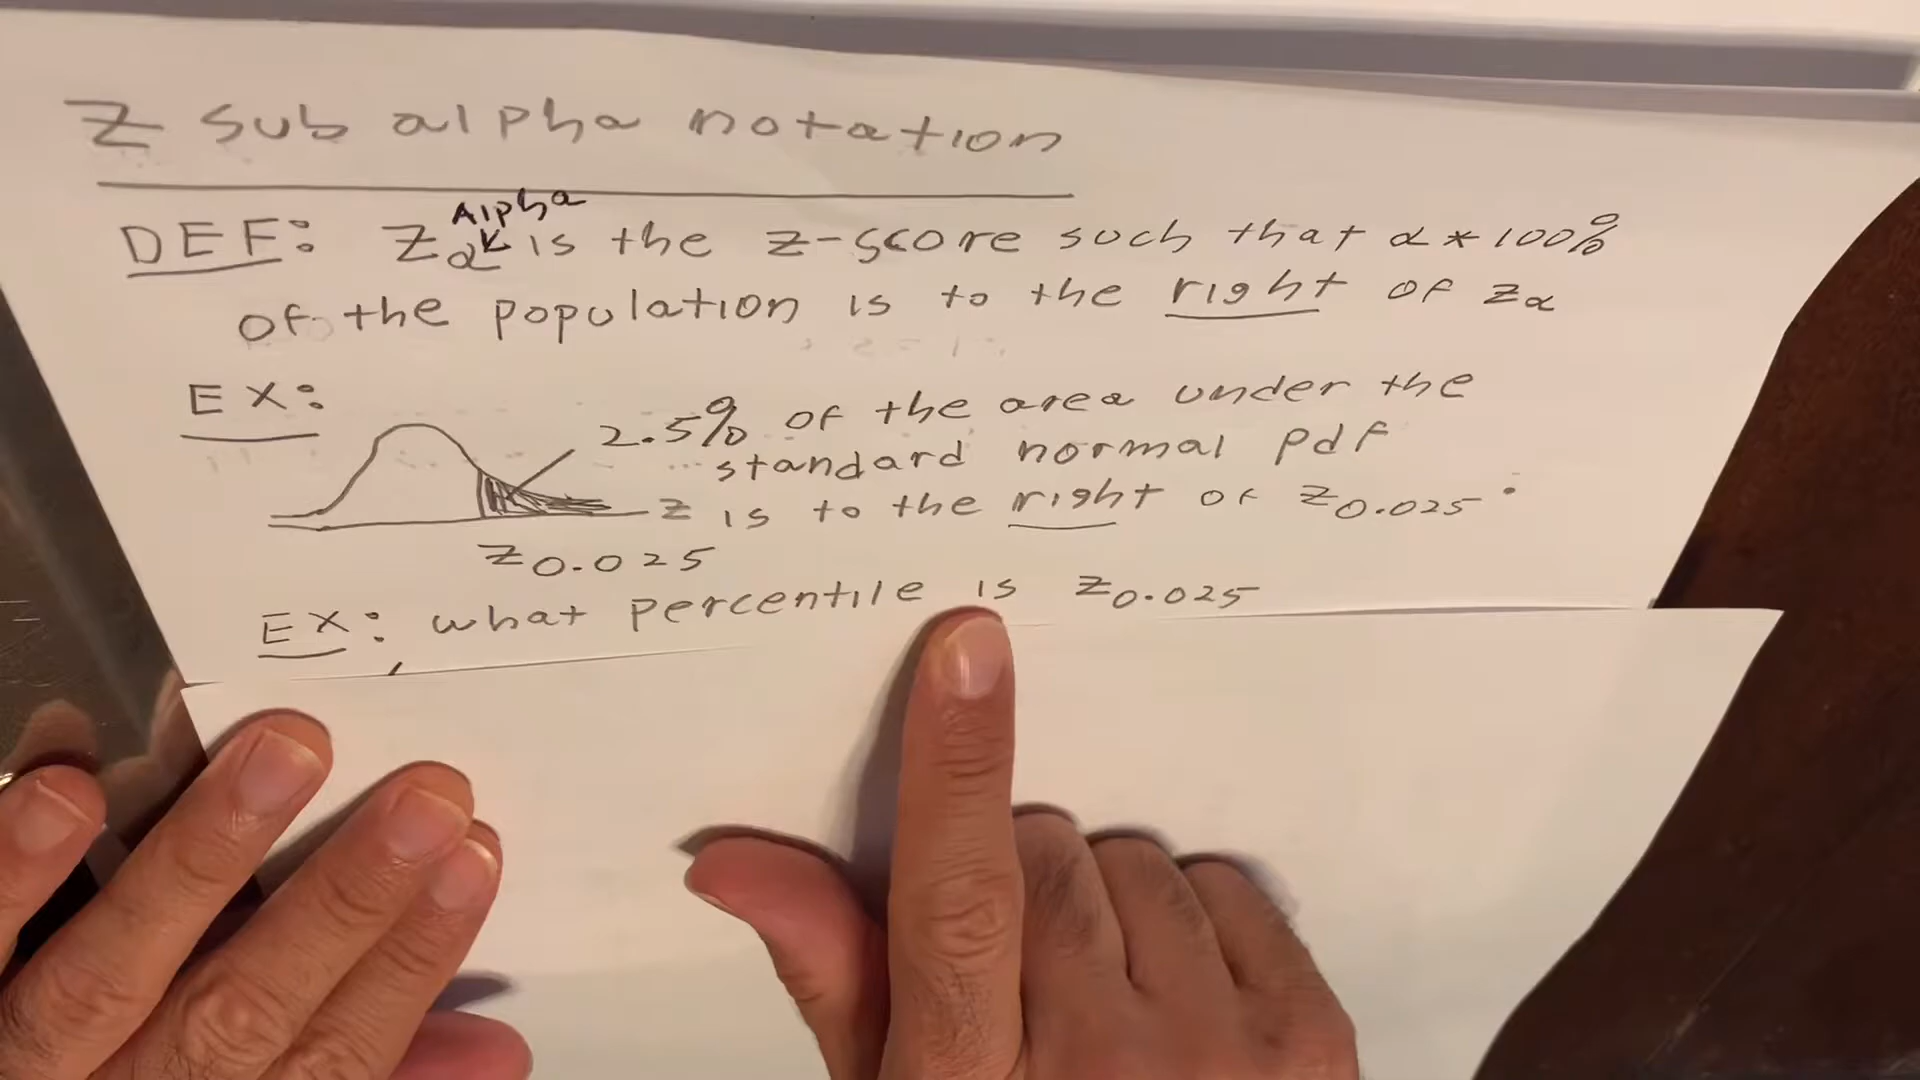 Z sub alpha notation
Alpha
DEF: Zα is the z-score such that α*100%
of the population is to the right of zα
EX:
2.5% of the area under the
standard normal pdf
z is to the right of z0.025.
z0.025
EX: what percentile is z0.025